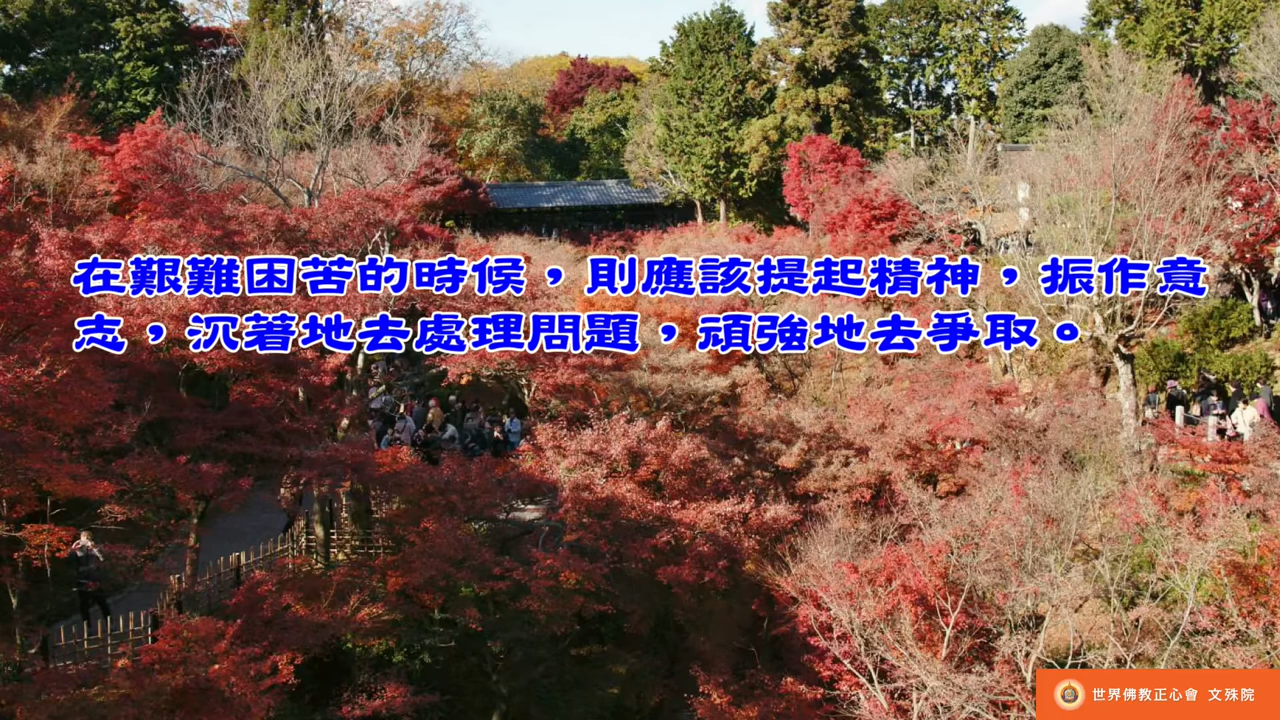 在艱難困苦的時候，則應該提起精神，振作意
志，沉著地去處理問題，頑強地去爭取。
世界佛教正心會 文殊院